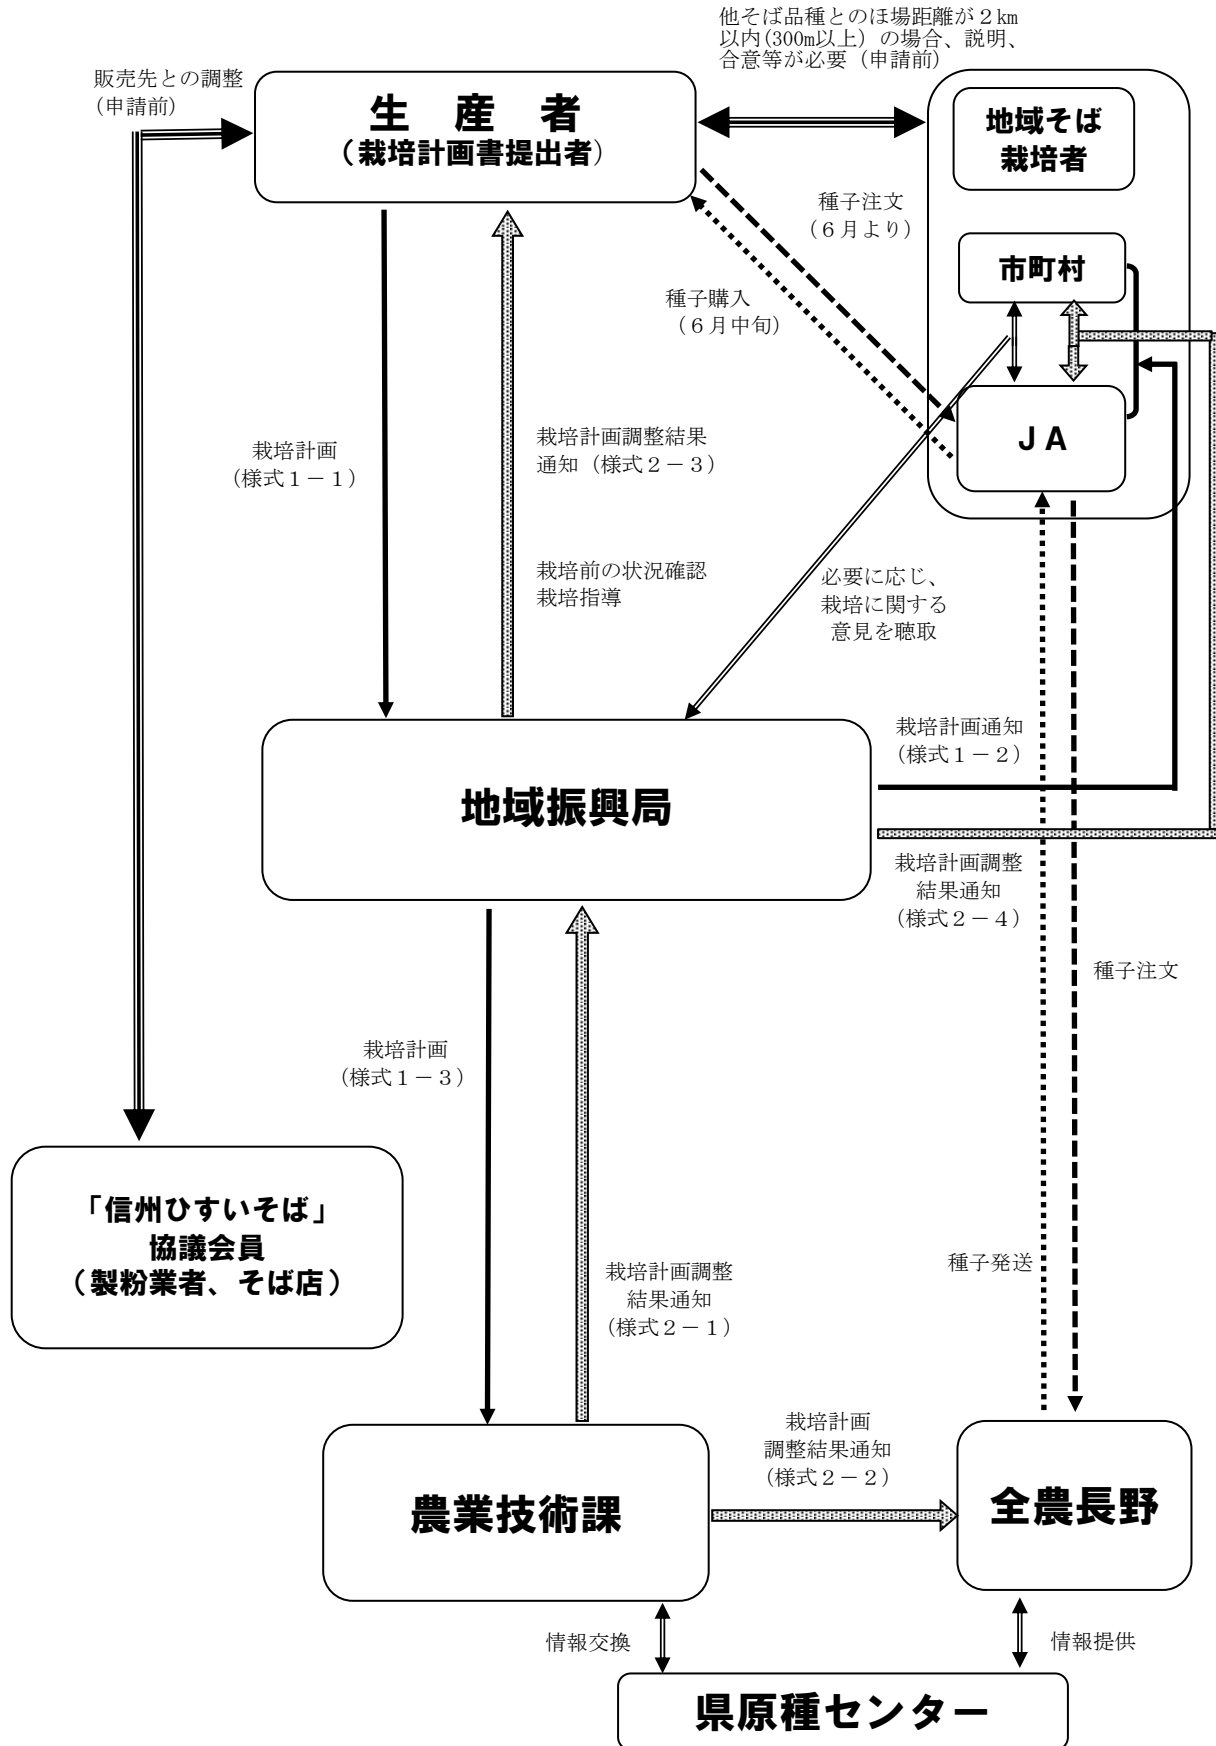 他そば品種とのほ場距離が２km
以内(300m以上）の場合、説明、
合意等が必要（申請前）
販売先との調整
（申請前）
生　産　者
（栽培計画書提出者）
地域そば
栽培者
種子注文
（６月より）
市町村
種子購入
（６月中旬）
ＪＡ
栽培計画
（様式１－１）
栽培計画調整結果
通知（様式２－３）
栽培前の状況確認
栽培指導
必要に応じ、
栽培に関する
意見を聴取
地域振興局
栽培計画通知
（様式１－２）
栽培計画調整
結果通知
（様式２－４）
種子注文
栽培計画
（様式１－３）
「信州ひすいそば」
協議会員
（製粉業者、そば店）
栽培計画調整
結果通知
（様式２－１）
種子発送
農業技術課
栽培計画
調整結果通知
（様式２－２）
全農長野
情報交換
情報提供
県原種センター